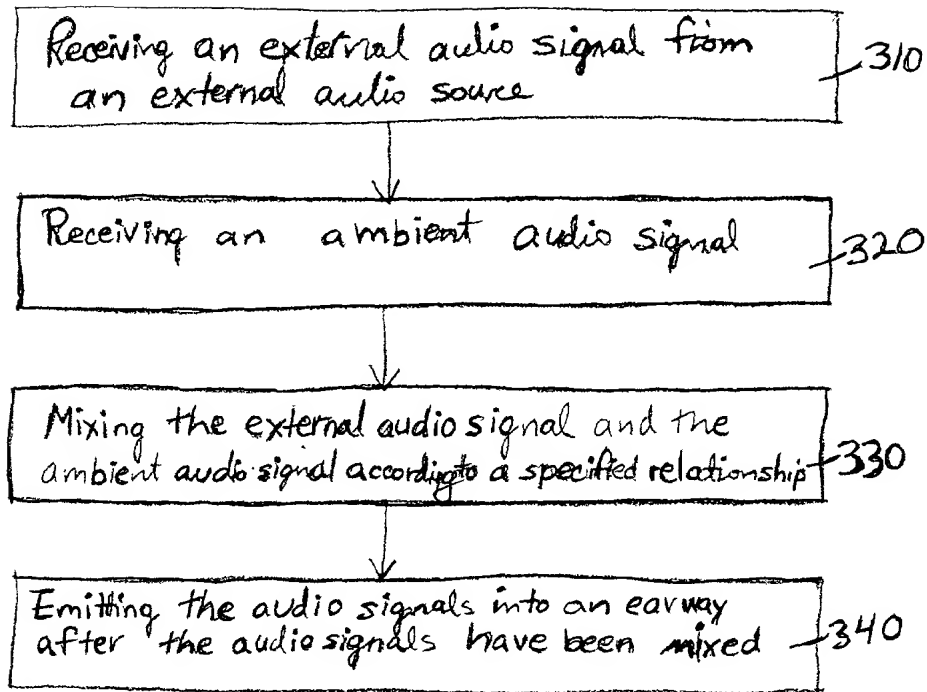 Receiving an external audio signal from
an external audio source
310
Receiving an ambient audio signal
320
Mixing the external audio signal and the
ambient audio signal according to a specified relationship
330
Emitting the audio signals into an earway
after the audio signals have been mixed
340